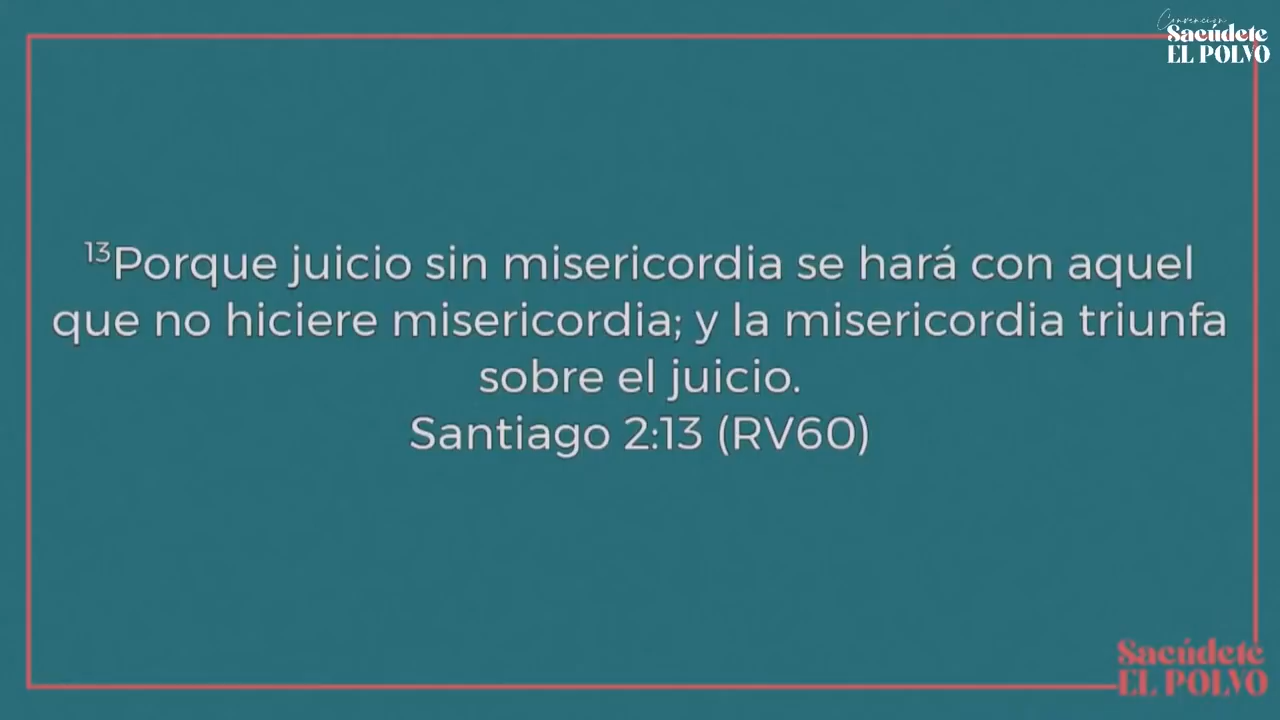 Convención
Sacúdete
EL POLVO
¹³Porque juicio sin misericordia se hará con aquel
que no hiciere misericordia; y la misericordia triunfa
sobre el juicio.
Santiago 2:13 (RV60)
Sacúdete
EL POLVO